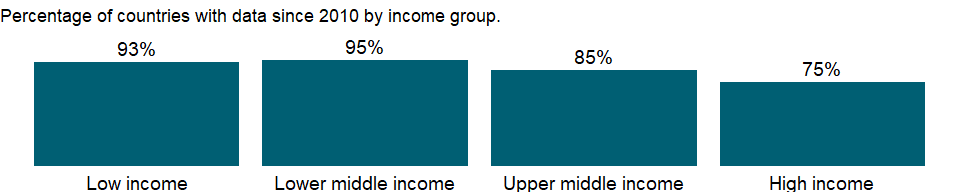 Percentage of countries with data since 2010 by income group.
93%
95%
85%
75%
Low income
Lower middle income
Upper middle income
High income